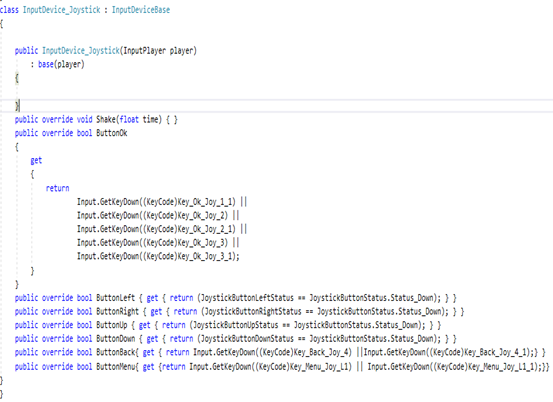 class InputDevice_Joystick : InputDeviceBase
{
public InputDevice_Joystick(InputPlayer player)
: base(player)
{
}
public override void Shake(float time) { }
public override bool ButtonOk
{
get
{
return
Input.GetKeyDown((KeyCode)Key_Ok_Joy_1_1) ||
Input.GetKeyDown((KeyCode)Key_Ok_Joy_2) ||
Input.GetKeyDown((KeyCode)Key_Ok_Joy_2_1) ||
Input.GetKeyDown((KeyCode)Key_Ok_Joy_3) ||
Input.GetKeyDown((KeyCode)Key_Ok_Joy_3_1);
}
}
public override bool ButtonLeft { get { return (JoystickButtonLeftStatus == JoystickButtonStatus.Status_Down); } }
public override bool ButtonRight { get { return (JoystickButtonRightStatus == JoystickButtonStatus.Status_Down); } }
public override bool ButtonUp { get { return (JoystickButtonUpStatus == JoystickButtonStatus.Status_Down); } }
public override bool ButtonDown { get { return (JoystickButtonDownStatus == JoystickButtonStatus.Status_Down); } }
public override bool ButtonBack{ get { return Input.GetKeyDown((KeyCode)Key_Back_Joy_4) ||Input.GetKeyDown((KeyCode)Key_Back_Joy_4_1);} }
public override bool ButtonMenu{ get {return Input.GetKeyDown((KeyCode)Key_Menu_Joy_L1) || Input.GetKeyDown((KeyCode)Key_Menu_Joy_L1_1);}}
}
}